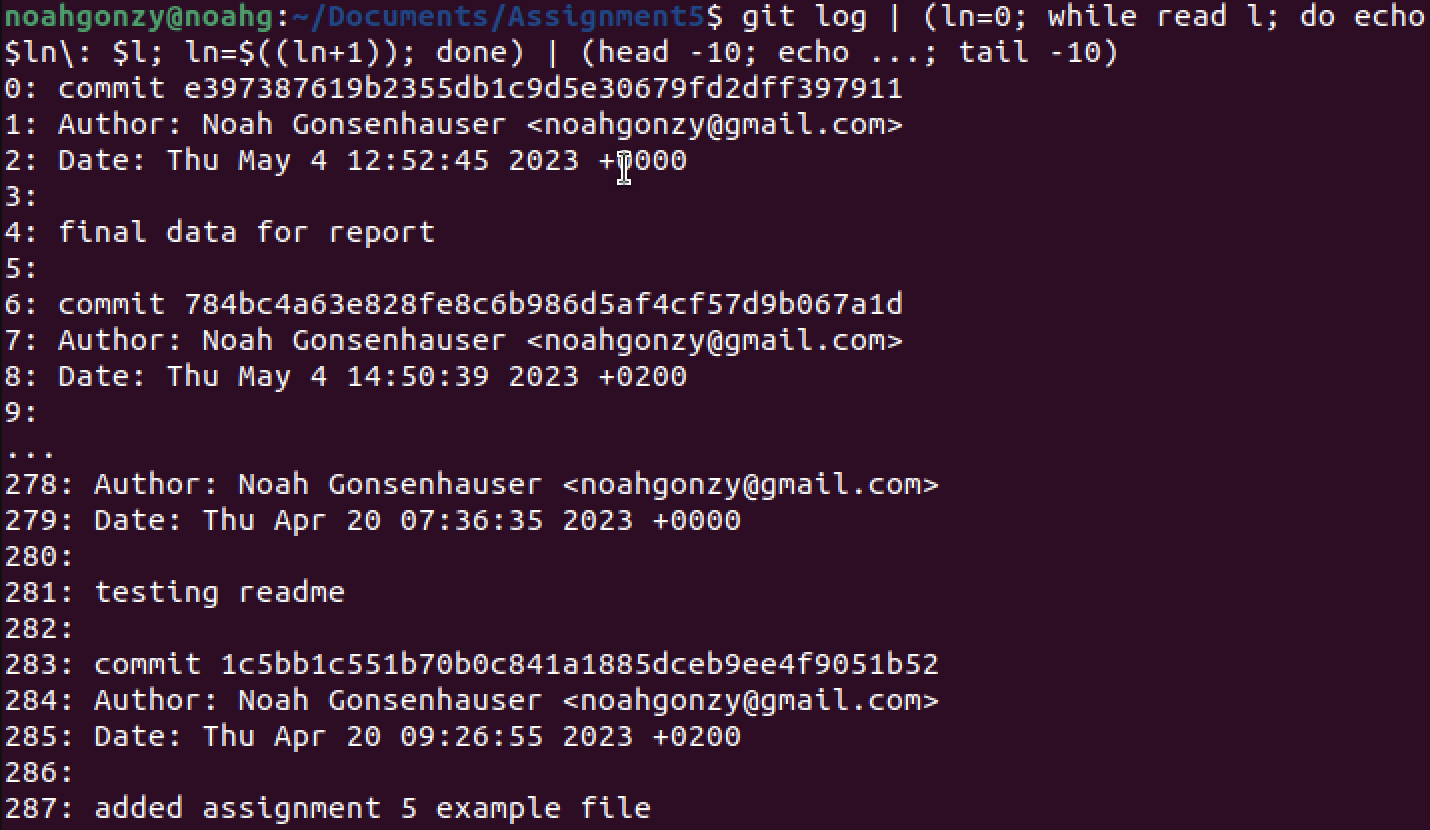 noahgonzy@noahg:~/Documents/Assignment5$ git log | (ln=0; while read l; do echo
$ln\: $l; ln=$((ln+1)); done) | (head -10; echo ...; tail -10)
0: commit e397387619b2355db1c9d5e30679fd2dff397911
1: Author: Noah Gonsenhauser <noahgonzy@gmail.com>
2: Date: Thu May 4 12:52:45 2023 +0000
3:
4: final data for report
5:
6: commit 784bc4a63e828fe8c6b986d5af4cf57d9b067a1d
7: Author: Noah Gonsenhauser <noahgonzy@gmail.com>
8: Date: Thu May 4 14:50:39 2023 +0200
9:
...
278: Author: Noah Gonsenhauser <noahgonzy@gmail.com>
279: Date: Thu Apr 20 07:36:35 2023 +0000
280:
281: testing readme
282:
283: commit 1c5bb1c551b70b0c841a1885dceb9ee4f9051b52
284: Author: Noah Gonsenhauser <noahgonzy@gmail.com>
285: Date: Thu Apr 20 09:26:55 2023 +0200
286:
287: added assignment 5 example file